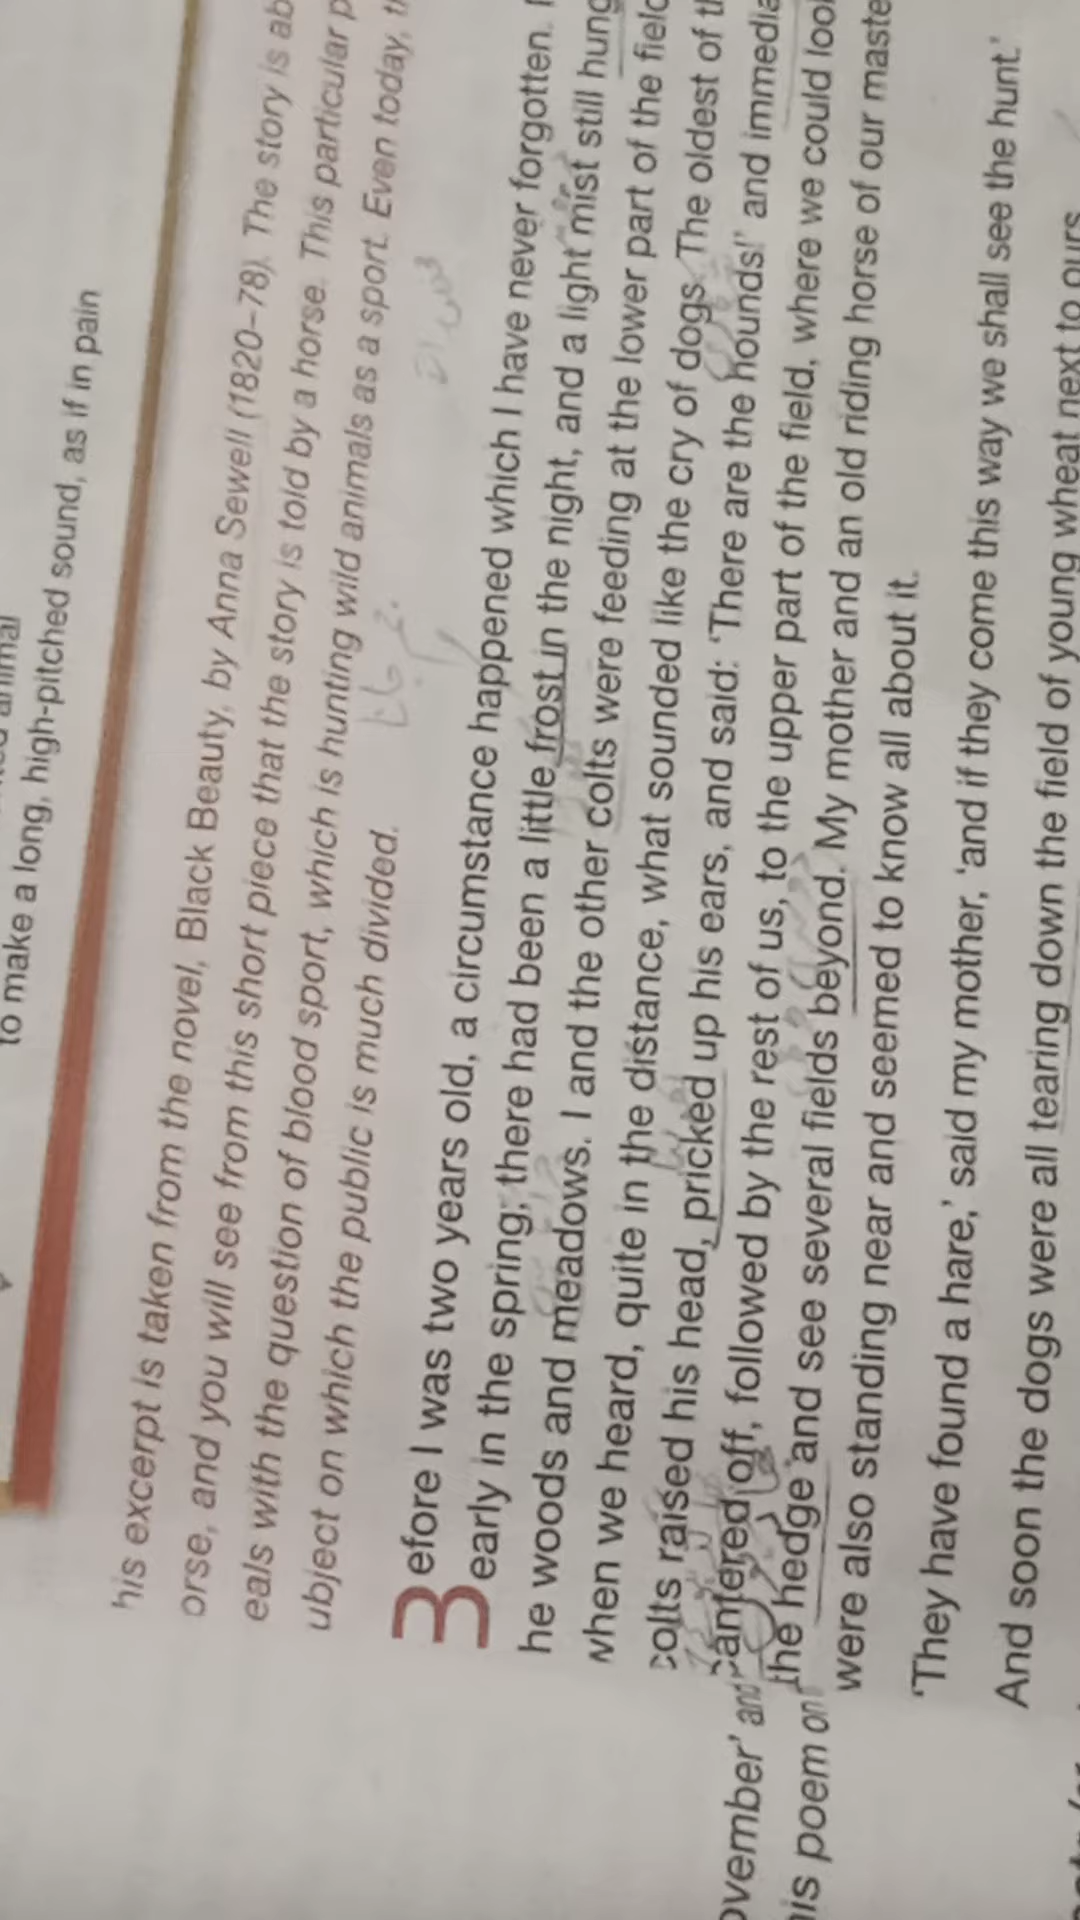 animal
to make a long, high-pitched sound, as if in pain
his excerpt is taken from the novel, Black Beauty, by Anna Sewell (1820–78). The story is ab
orse, and you will see from this short piece that the story is told by a horse. This particular p
eals with the question of blood sport, which is hunting wild animals as a sport. Even today,
ubject on which the public is much divided.
Before I was two years old, a circumstance happened which I have never forgotten.
early in the spring; there had been a little frost in the night, and a light mist still hung
he woods and meadows. I and the other colts were feeding at the lower part of the field
when we heard, quite in the distance, what sounded like the cry of dogs. The oldest of th
colts raised his head, pricked up his ears, and said: 'There are the hounds!' and immedia
cantered off, followed by the rest of us, to the upper part of the field, where we could look
the hedge and see several fields beyond. My mother and an old riding horse of our maste
were also standing near and seemed to know all about it.
'They have found a hare,' said my mother, 'and if they come this way we shall see the hunt.'
And soon the dogs were all tearing down the field of young wheat next to ours
ovember' and
his poem on